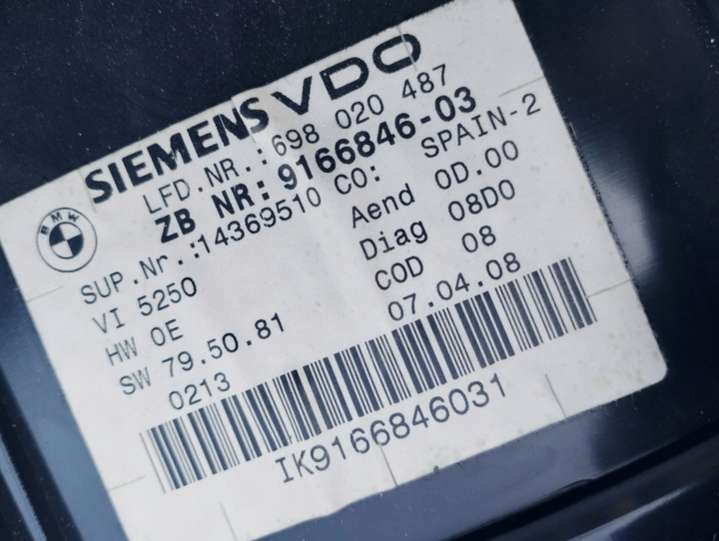 SIEMENS VDO
LFD.NR.:698 020 487
ZB NR:9166846-03
SUP.Nr.:14369510 CO: SPAIN-2
VI 5250 Aend 0D.00
HW 0E Diag 08D0
SW 79.50.81 COD 08
0213 07.04.08
IK9166846031
BMW